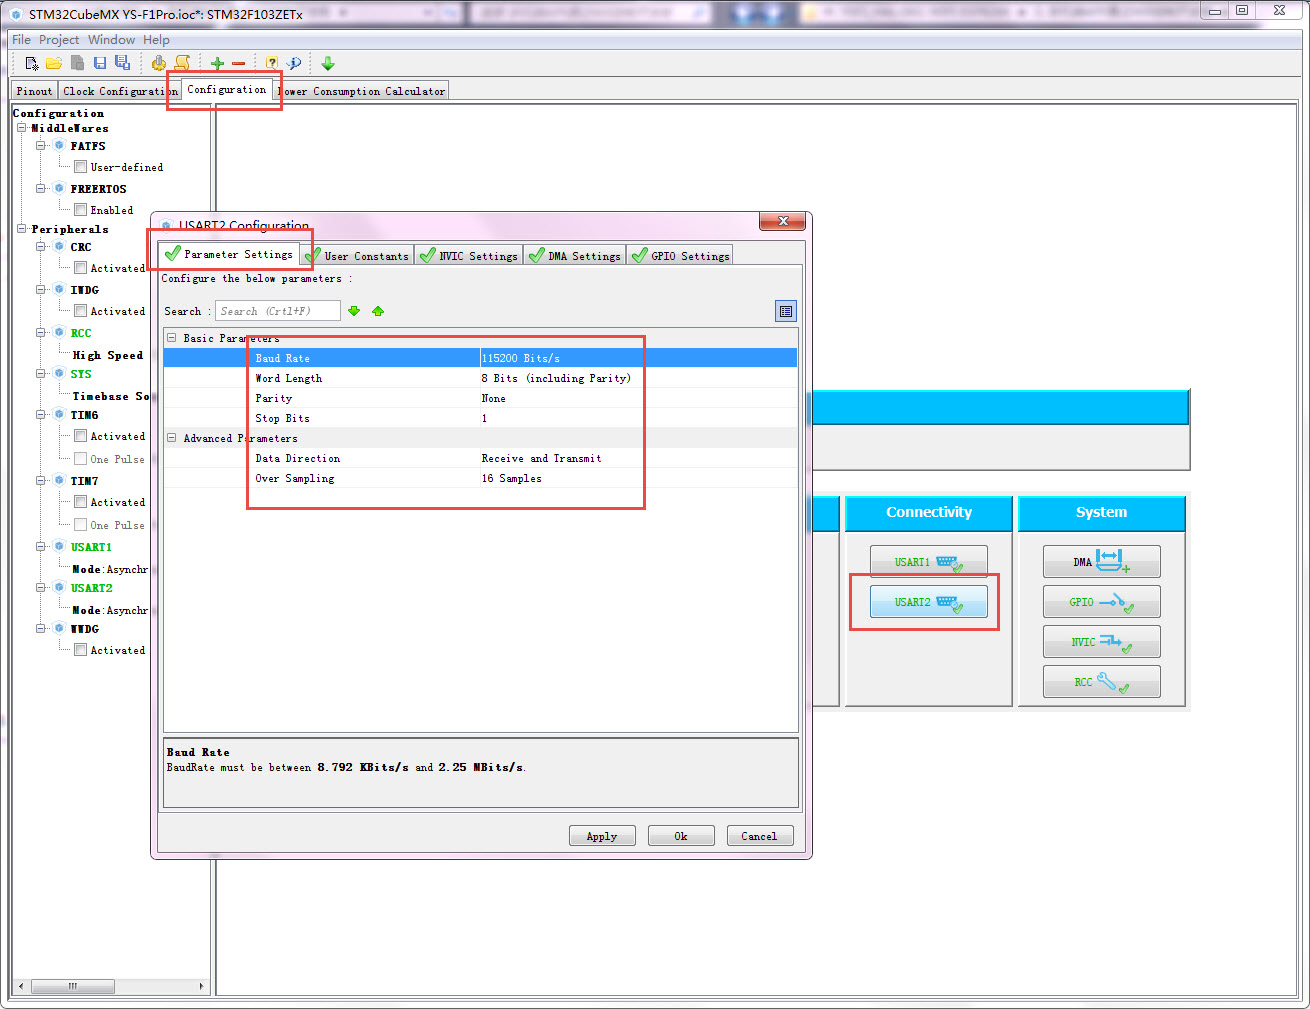 STM32CubeMX YS-F1Pro.ioc*: STM32F103ZETx
File Project Window Help
Pinout Clock Configuration Configuration ower Consumption Calculator
Configuration
MiddleWares
FATFS
User-defined
FREERTOS
Enabled
Peripherals
CRC
Activated
IWDG
Activated
RCC
High Speed
SYS
Timebase So
TIM6
Activated
One Pulse
TIM7
Activated
One Pulse
USART1
Mode:Asynchr
USART2
Mode:Asynchr
WWDG
Activated
USART2 Configuration
Parameter Settings User Constants NVIC Settings DMA Settings GPIO Settings
Configure the below parameters :
Search : Search (Crtl+F)
Basic Parameters
Baud Rate 115200 Bits/s
Word Length 8 Bits (including Parity)
Parity None
Stop Bits 1
Advanced Parameters
Data Direction Receive and Transmit
Over Sampling 16 Samples
Baud Rate
BaudRate must be between 8.792 KBits/s and 2.25 MBits/s.
Apply Ok Cancel
Connectivity
USART1
USART2
System
DMA
GPIO
NVIC
RCC